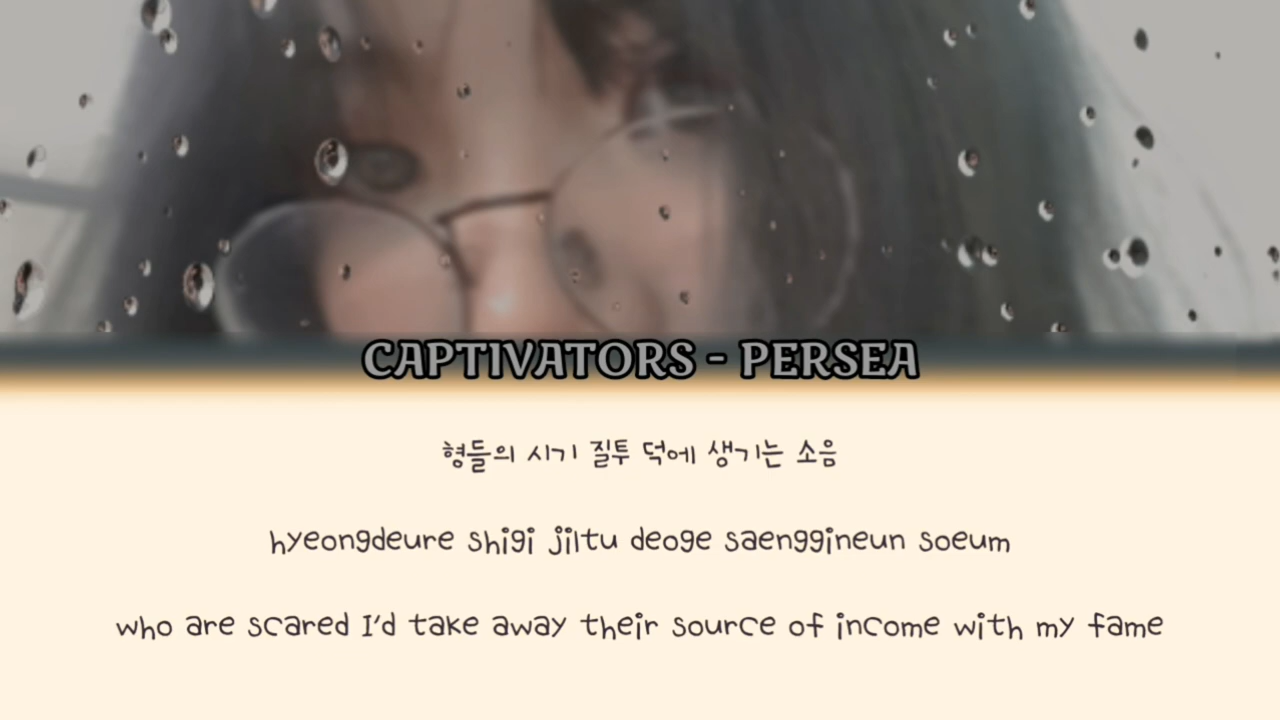 CAPTIVATORS - PERSEA
형들의 시기 질투 덕에 생기는 소음
hyeongdeure shigi jiltu deoge saenggineun soeum
who are scared I'd take away their source of income with my fame